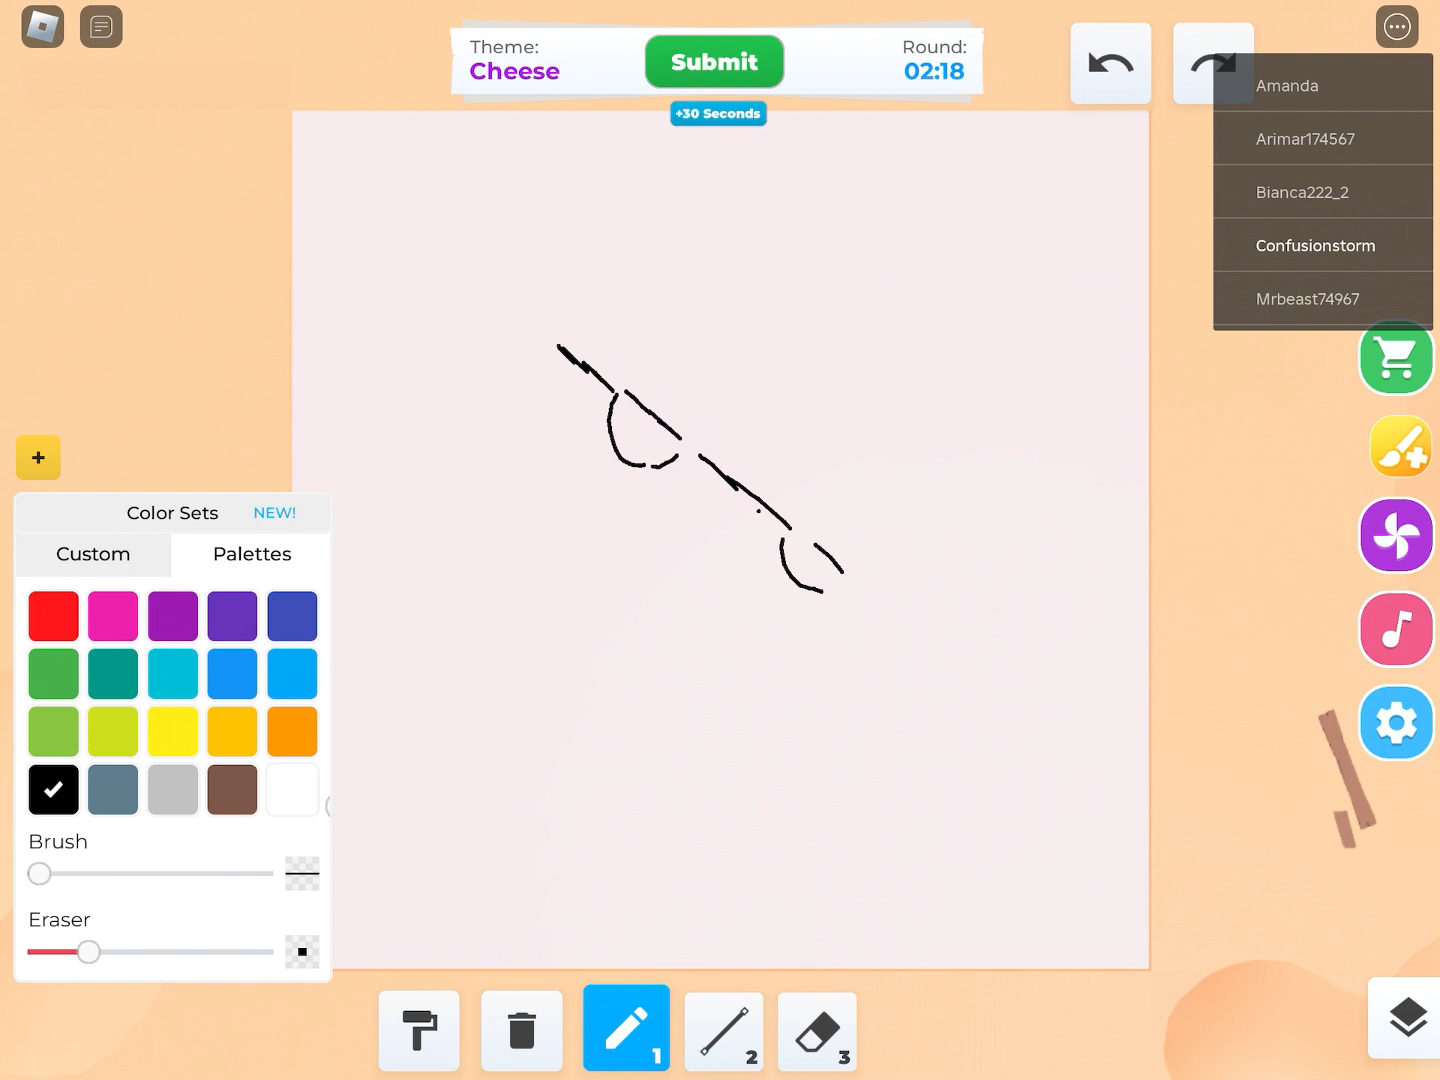 Theme:
Cheese
Submit
Round:
02:18
+30 Seconds
Amanda
Arimar174567
Bianca222_2
Confusionstorm
Mrbeast74967
+
Color Sets NEW!
Custom Palettes
Brush
Eraser
1
2
3